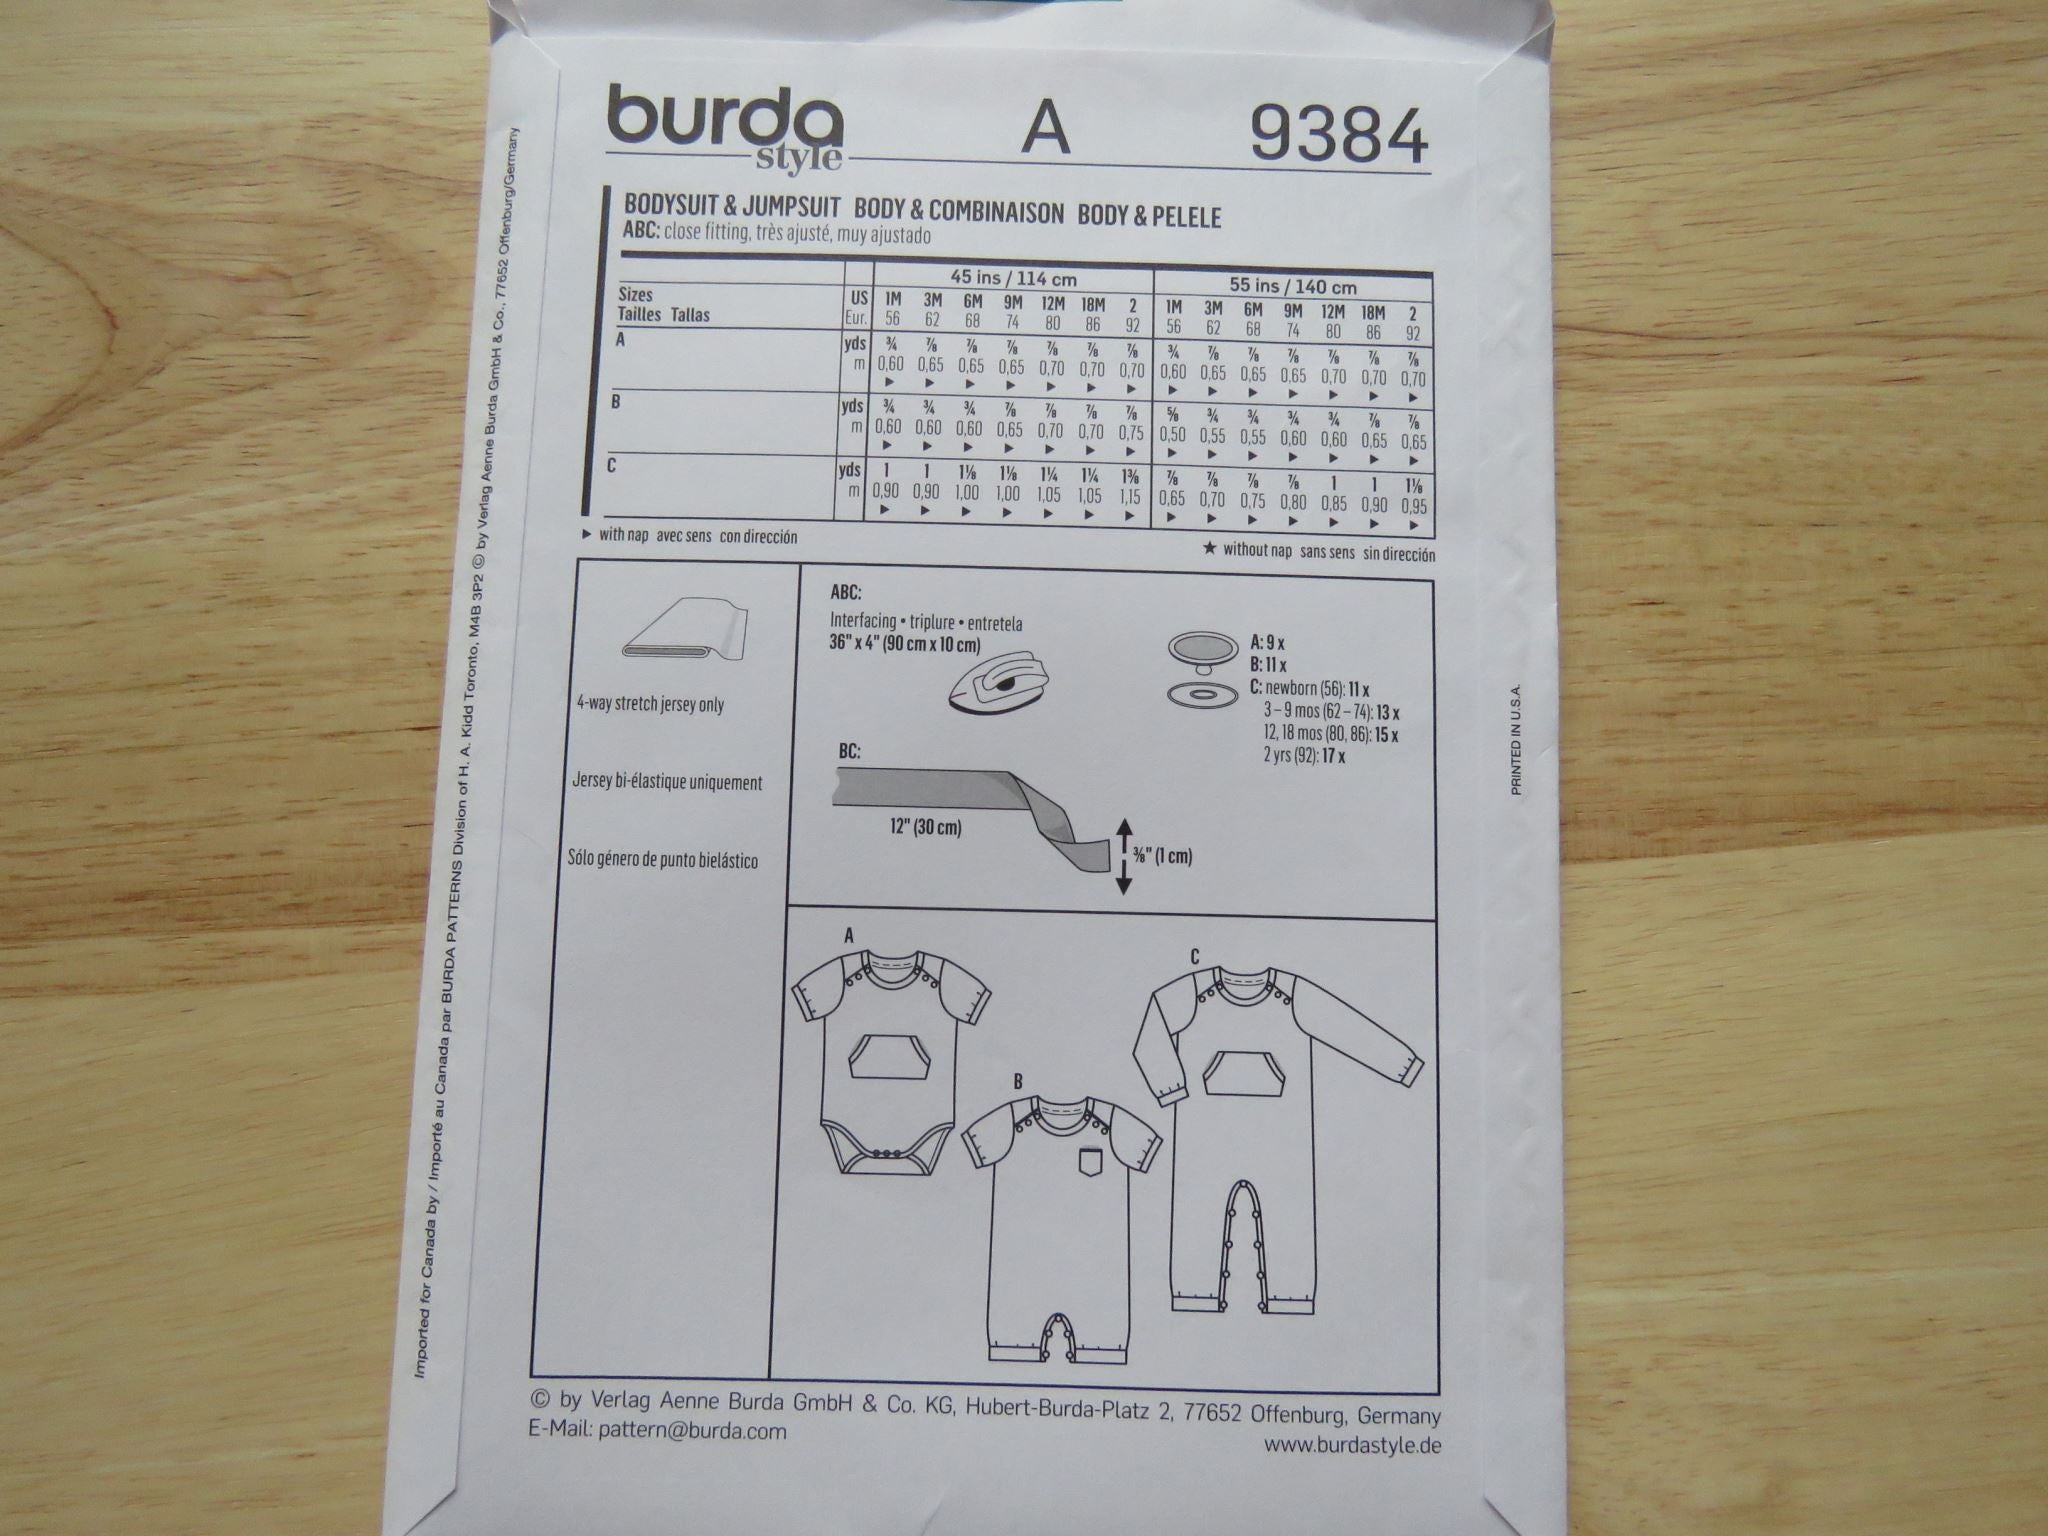 burda style A 9384
BODYSUIT & JUMPSUIT BODY & COMBINAISON BODY & PELELE
ABC: close fitting, très ajusté, muy ajustado
45 ins / 114 cm 55 ins / 140 cm
Sizes US 1M 3M 6M 9M 12M 18M 2 1M 3M 6M 9M 12M 18M 2
Tailles Tallas Eur. 56 62 68 74 80 86 92 56 62 68 74 80 86 92
A yds ¾ ⅞ ⅞ ⅞ ⅞ ⅞ ⅞ ¾ ⅞ ⅞ ⅞ ⅞ ⅞ ⅞
m 0,60 0,65 0,65 0,65 0,70 0,70 0,70 0,60 0,65 0,65 0,65 0,70 0,70 0,70
► ► ► ► ► ► ► ► ► ► ► ► ► ►
B yds ¾ ¾ ¾ ⅞ ⅞ ⅞ ⅞ ⅝ ¾ ¾ ¾ ¾ ⅞ ⅞
m 0,60 0,60 0,60 0,65 0,70 0,70 0,75 0,50 0,55 0,55 0,60 0,60 0,65 0,65
► ► ► ► ► ► ► ► ► ► ► ► ► ►
C yds 1 1 1⅛ 1⅛ 1¼ 1¼ 1⅜ ⅞ ⅞ ⅞ ⅞ 1 1 1⅛
m 0,90 0,90 1,00 1,00 1,05 1,05 1,15 0,65 0,70 0,75 0,80 0,85 0,90 0,95
► ► ► ► ► ► ► ► ► ► ► ► ► ►
► with nap avec sens con dirección
★ without nap sans sens sin dirección
4-way stretch jersey only
Jersey bi-élastique uniquement
Sólo género de punto bielástico
ABC:
Interfacing • triplure • entretela
36" x 4" (90 cm x 10 cm)
A: 9 x
B: 11 x
C: newborn (56): 11 x
3 – 9 mos (62 – 74): 13 x
12, 18 mos (80, 86): 15 x
2 yrs (92): 17 x
BC:
12" (30 cm)
⅜" (1 cm)
A
B
C
© by Verlag Aenne Burda GmbH & Co. KG, Hubert-Burda-Platz 2, 77652 Offenburg, Germany
E-Mail: pattern@burda.com
www.burdastyle.de
Imported for Canada by / Importé au Canada par BURDA PATTERNS Division of H. A. Kidd Toronto, M4B 3P2 © by Verlag Aenne Burda GmbH & Co., 77652 Offenburg/Germany
PRINTED IN U.S.A.